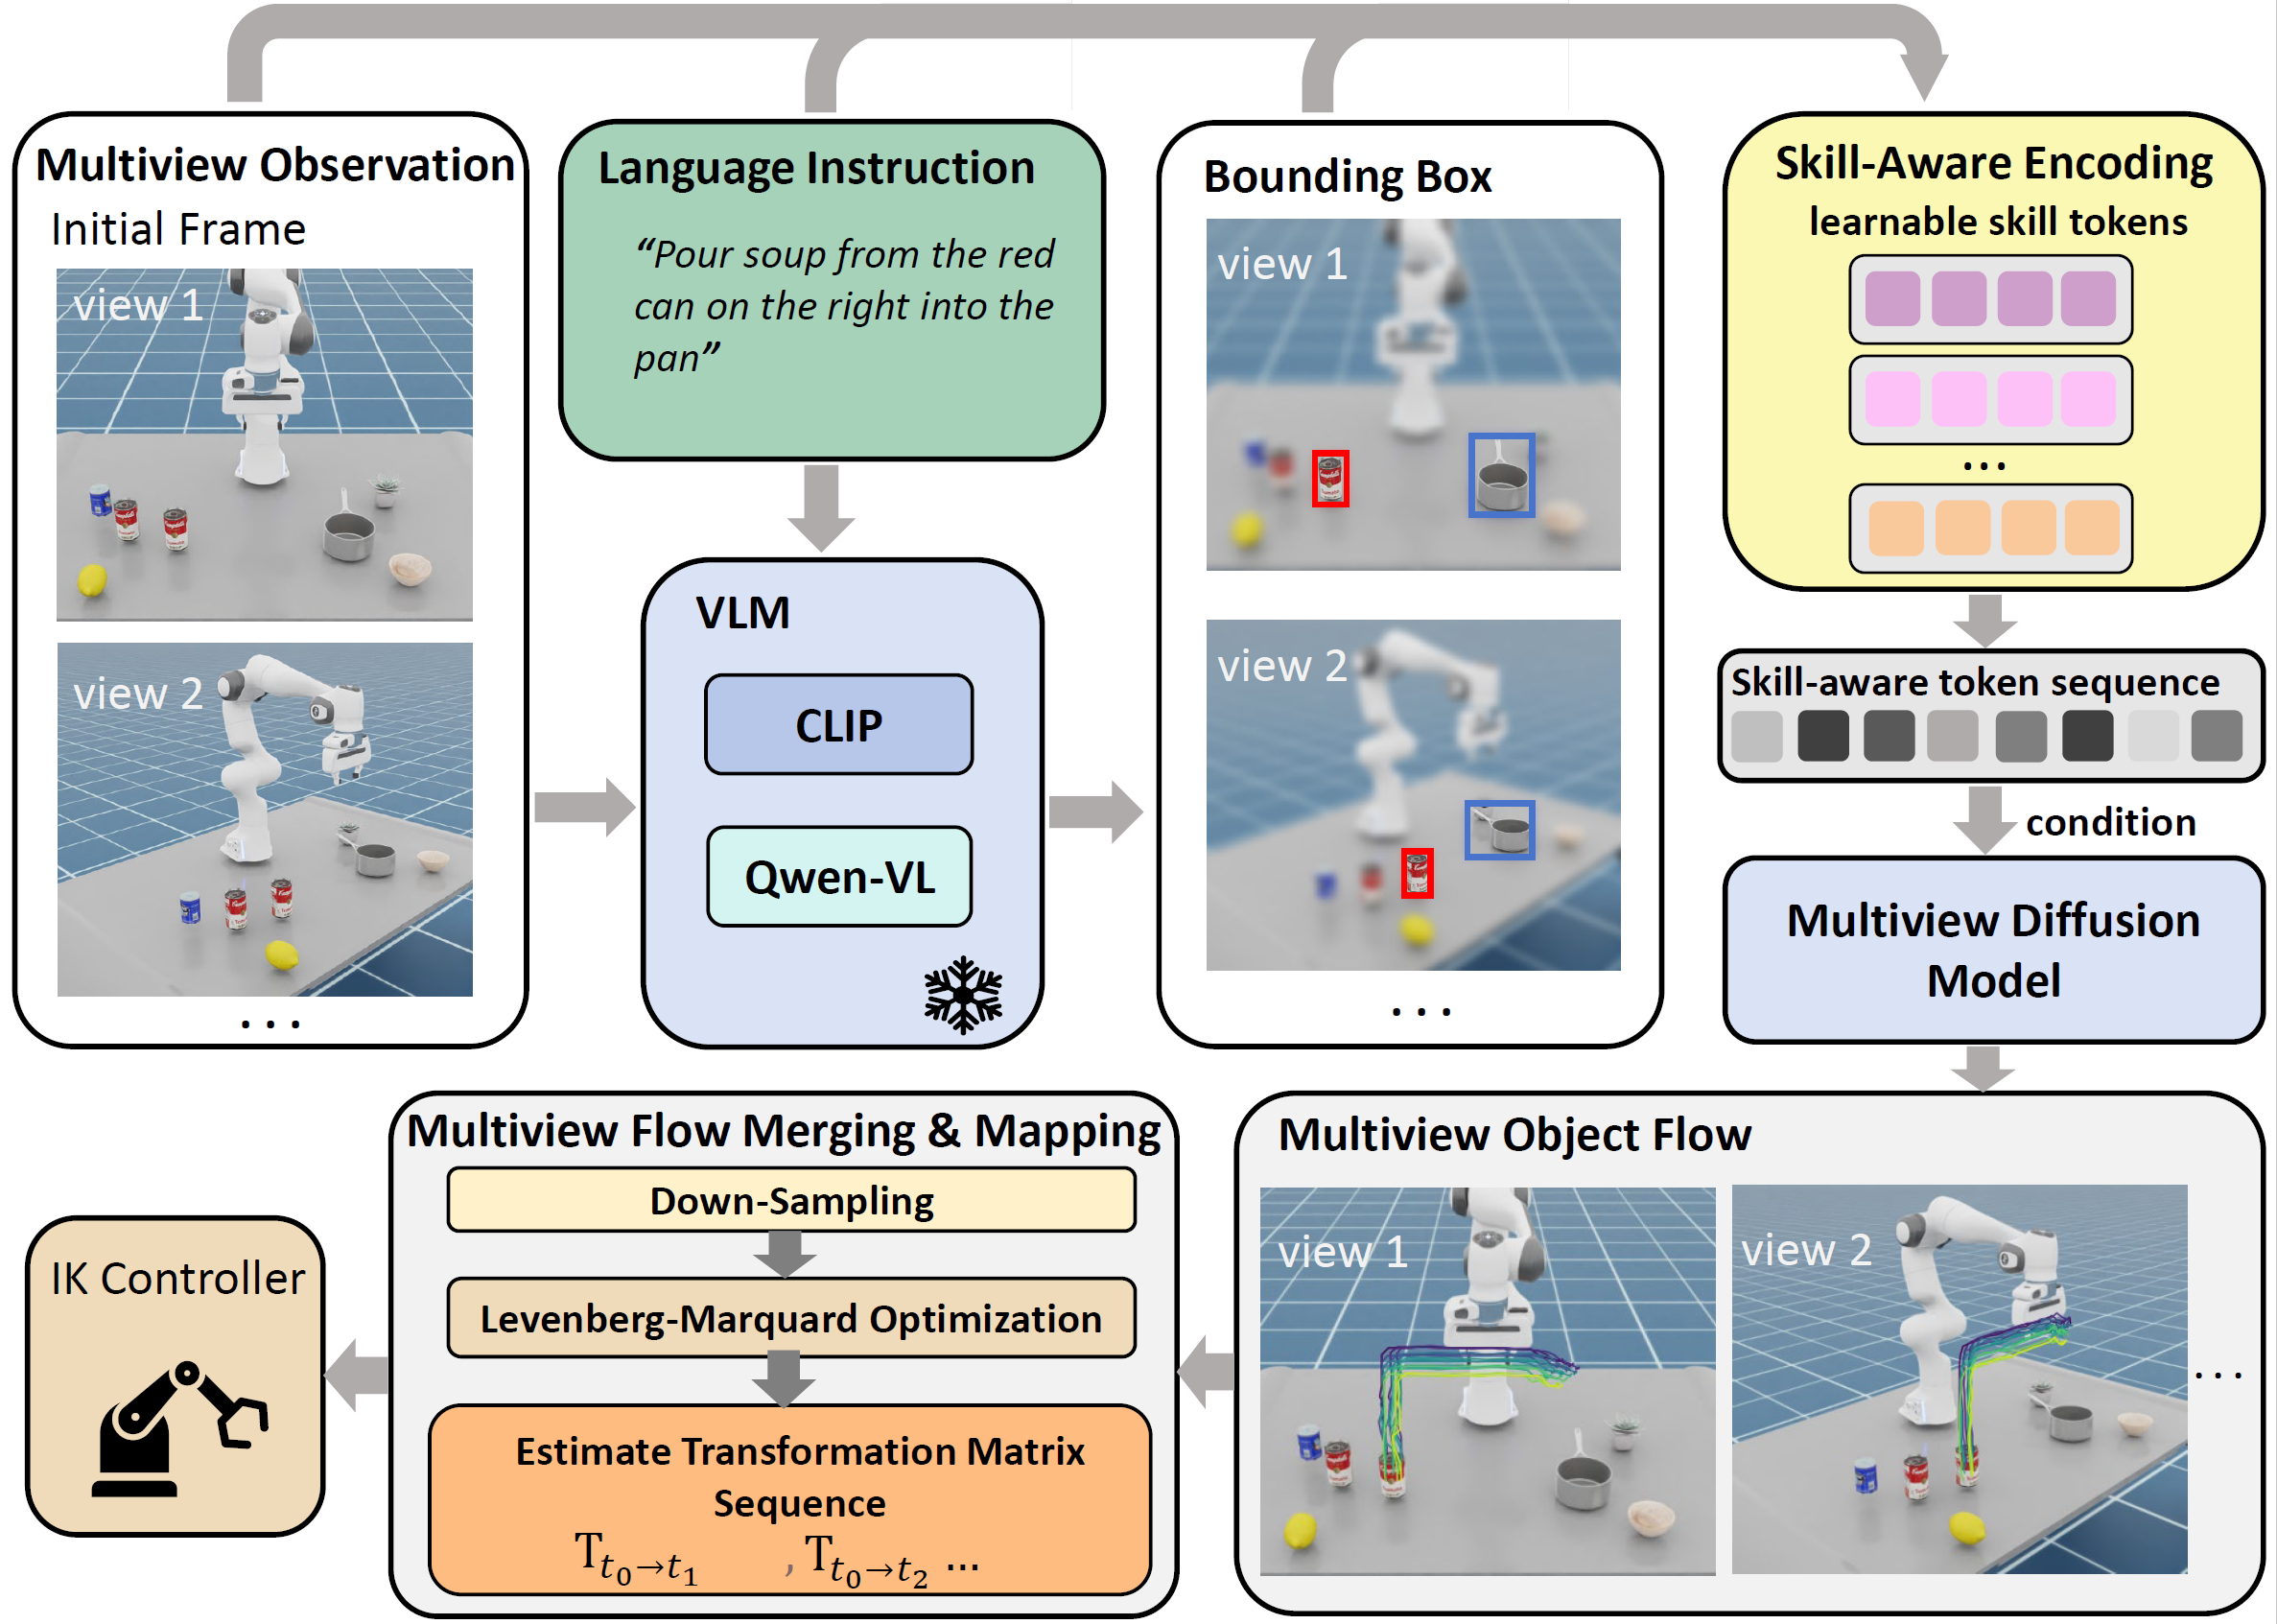 Multiview Observation
Initial Frame
view 1
view 2
...
Language Instruction
“Pour soup from the red
can on the right into the
pan”
VLM
CLIP
Qwen-VL
Bounding Box
view 1
view 2
...
Skill-Aware Encoding
learnable skill tokens
...
Skill-aware token sequence
condition
Multiview Diffusion
Model
Multiview Object Flow
view 1
view 2
...
Multiview Flow Merging & Mapping
Down-Sampling
Levenberg-Marquard Optimization
Estimate Transformation Matrix
Sequence
T_{t_0→t_1} , T_{t_0→t_2} ...
IK Controller